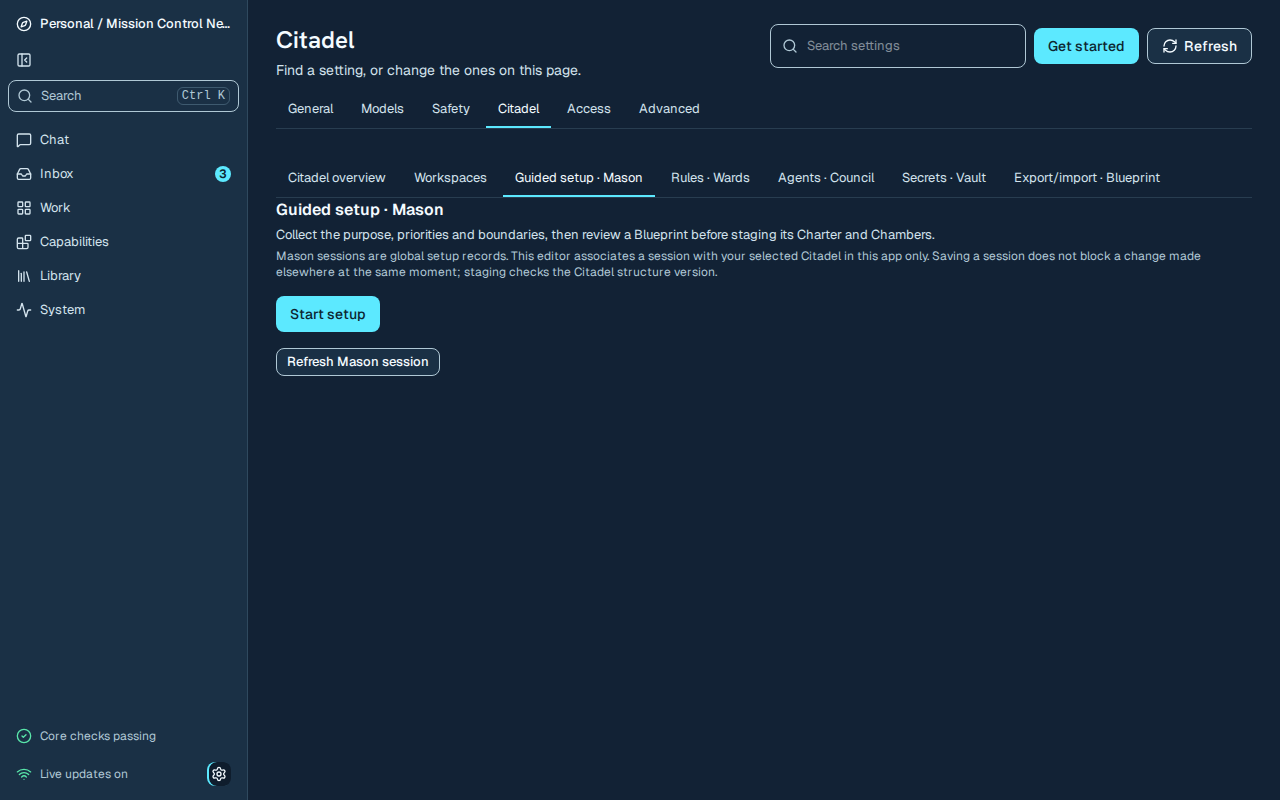 Personal / Mission Control Ne...
Search
Ctrl K
Chat
Inbox
3
Work
Capabilities
Library
System
Core checks passing
Live updates on
Citadel
Find a setting, or change the ones on this page.
Search settings
Get started
Refresh
General
Models
Safety
Citadel
Access
Advanced
Citadel overview
Workspaces
Guided setup · Mason
Rules · Wards
Agents · Council
Secrets · Vault
Export/import · Blueprint
Guided setup · Mason
Collect the purpose, priorities and boundaries, then review a Blueprint before staging its Charter and Chambers.
Mason sessions are global setup records. This editor associates a session with your selected Citadel in this app only. Saving a session does not block a change made
elsewhere at the same moment; staging checks the Citadel structure version.
Start setup
Refresh Mason session